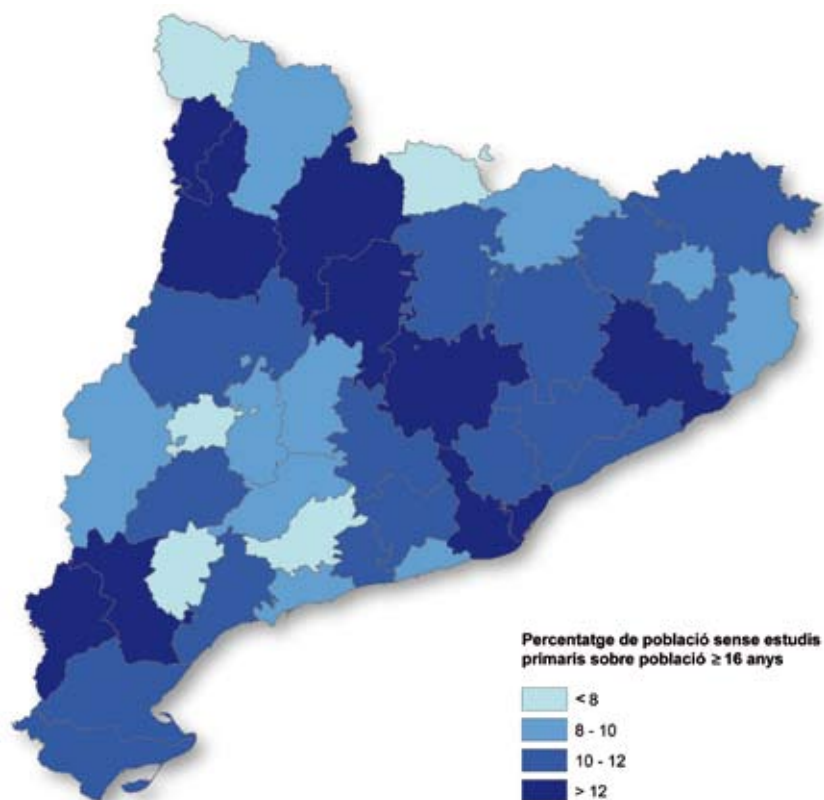 Percentatge de població sense estudis
primaris sobre població ≥ 16 anys
< 8
8 - 10
10 - 12
> 12